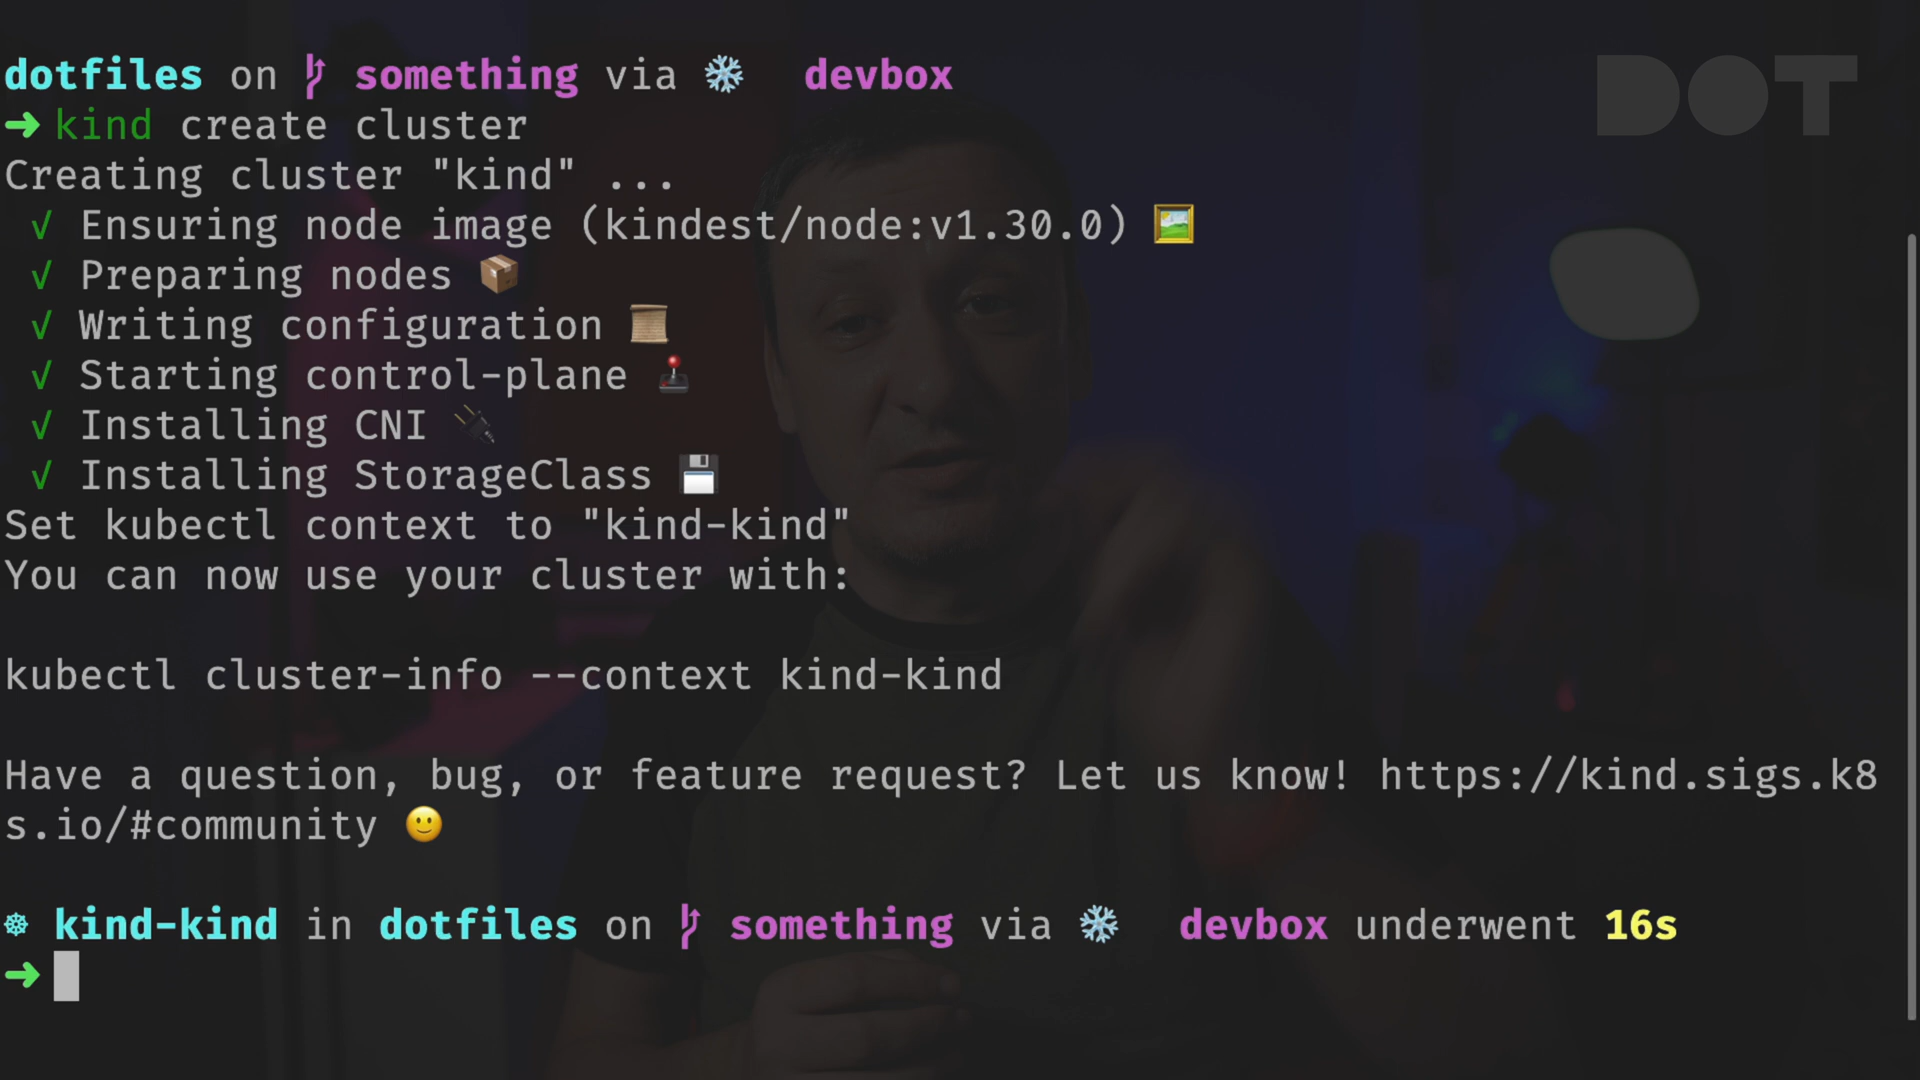 dotfiles on something via ❄️ devbox
➜ kind create cluster
Creating cluster "kind" ...
✓ Ensuring node image (kindest/node:v1.30.0) 🖼
✓ Preparing nodes 📦
✓ Writing configuration 📜
✓ Starting control-plane 🕹️
✓ Installing CNI 🔌
✓ Installing StorageClass 💾
Set kubectl context to "kind-kind"
You can now use your cluster with:
kubectl cluster-info --context kind-kind
Have a question, bug, or feature request? Let us know! https://kind.sigs.k8
s.io/#community 🙂
☸ kind-kind in dotfiles on something via ❄️ devbox underwent 16s
➜
DOT